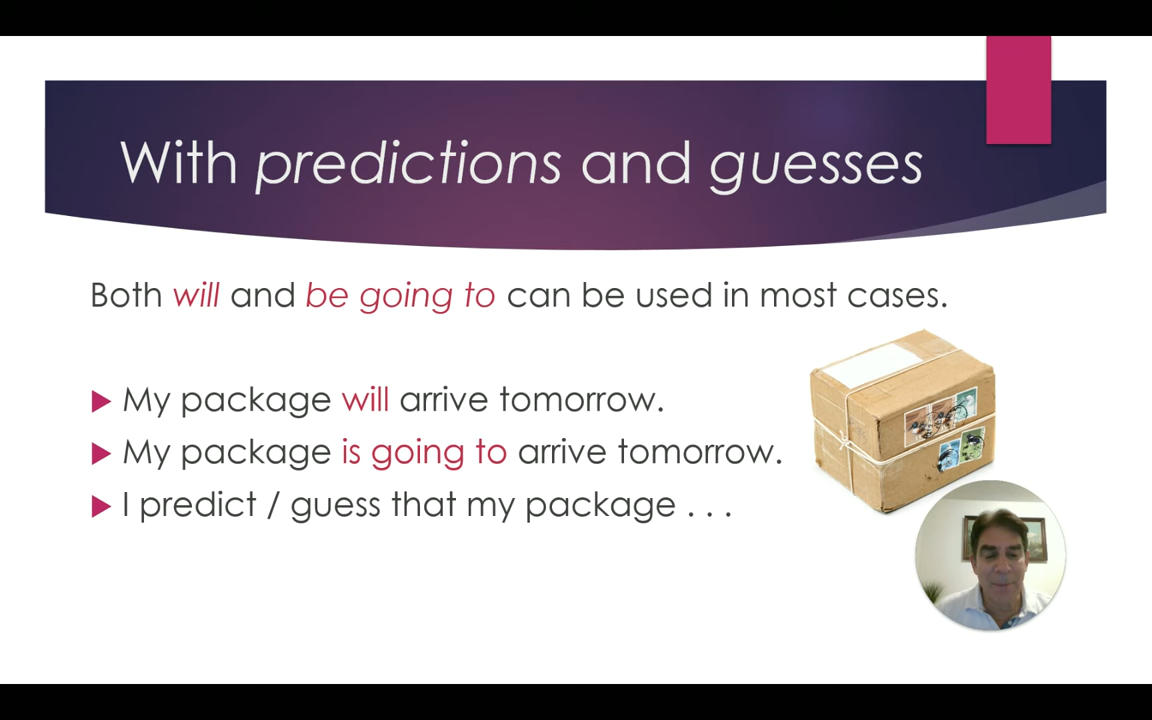 With predictions and guesses
Both will and be going to can be used in most cases.
My package will arrive tomorrow.
My package is going to arrive tomorrow.
I predict / guess that my package . . .